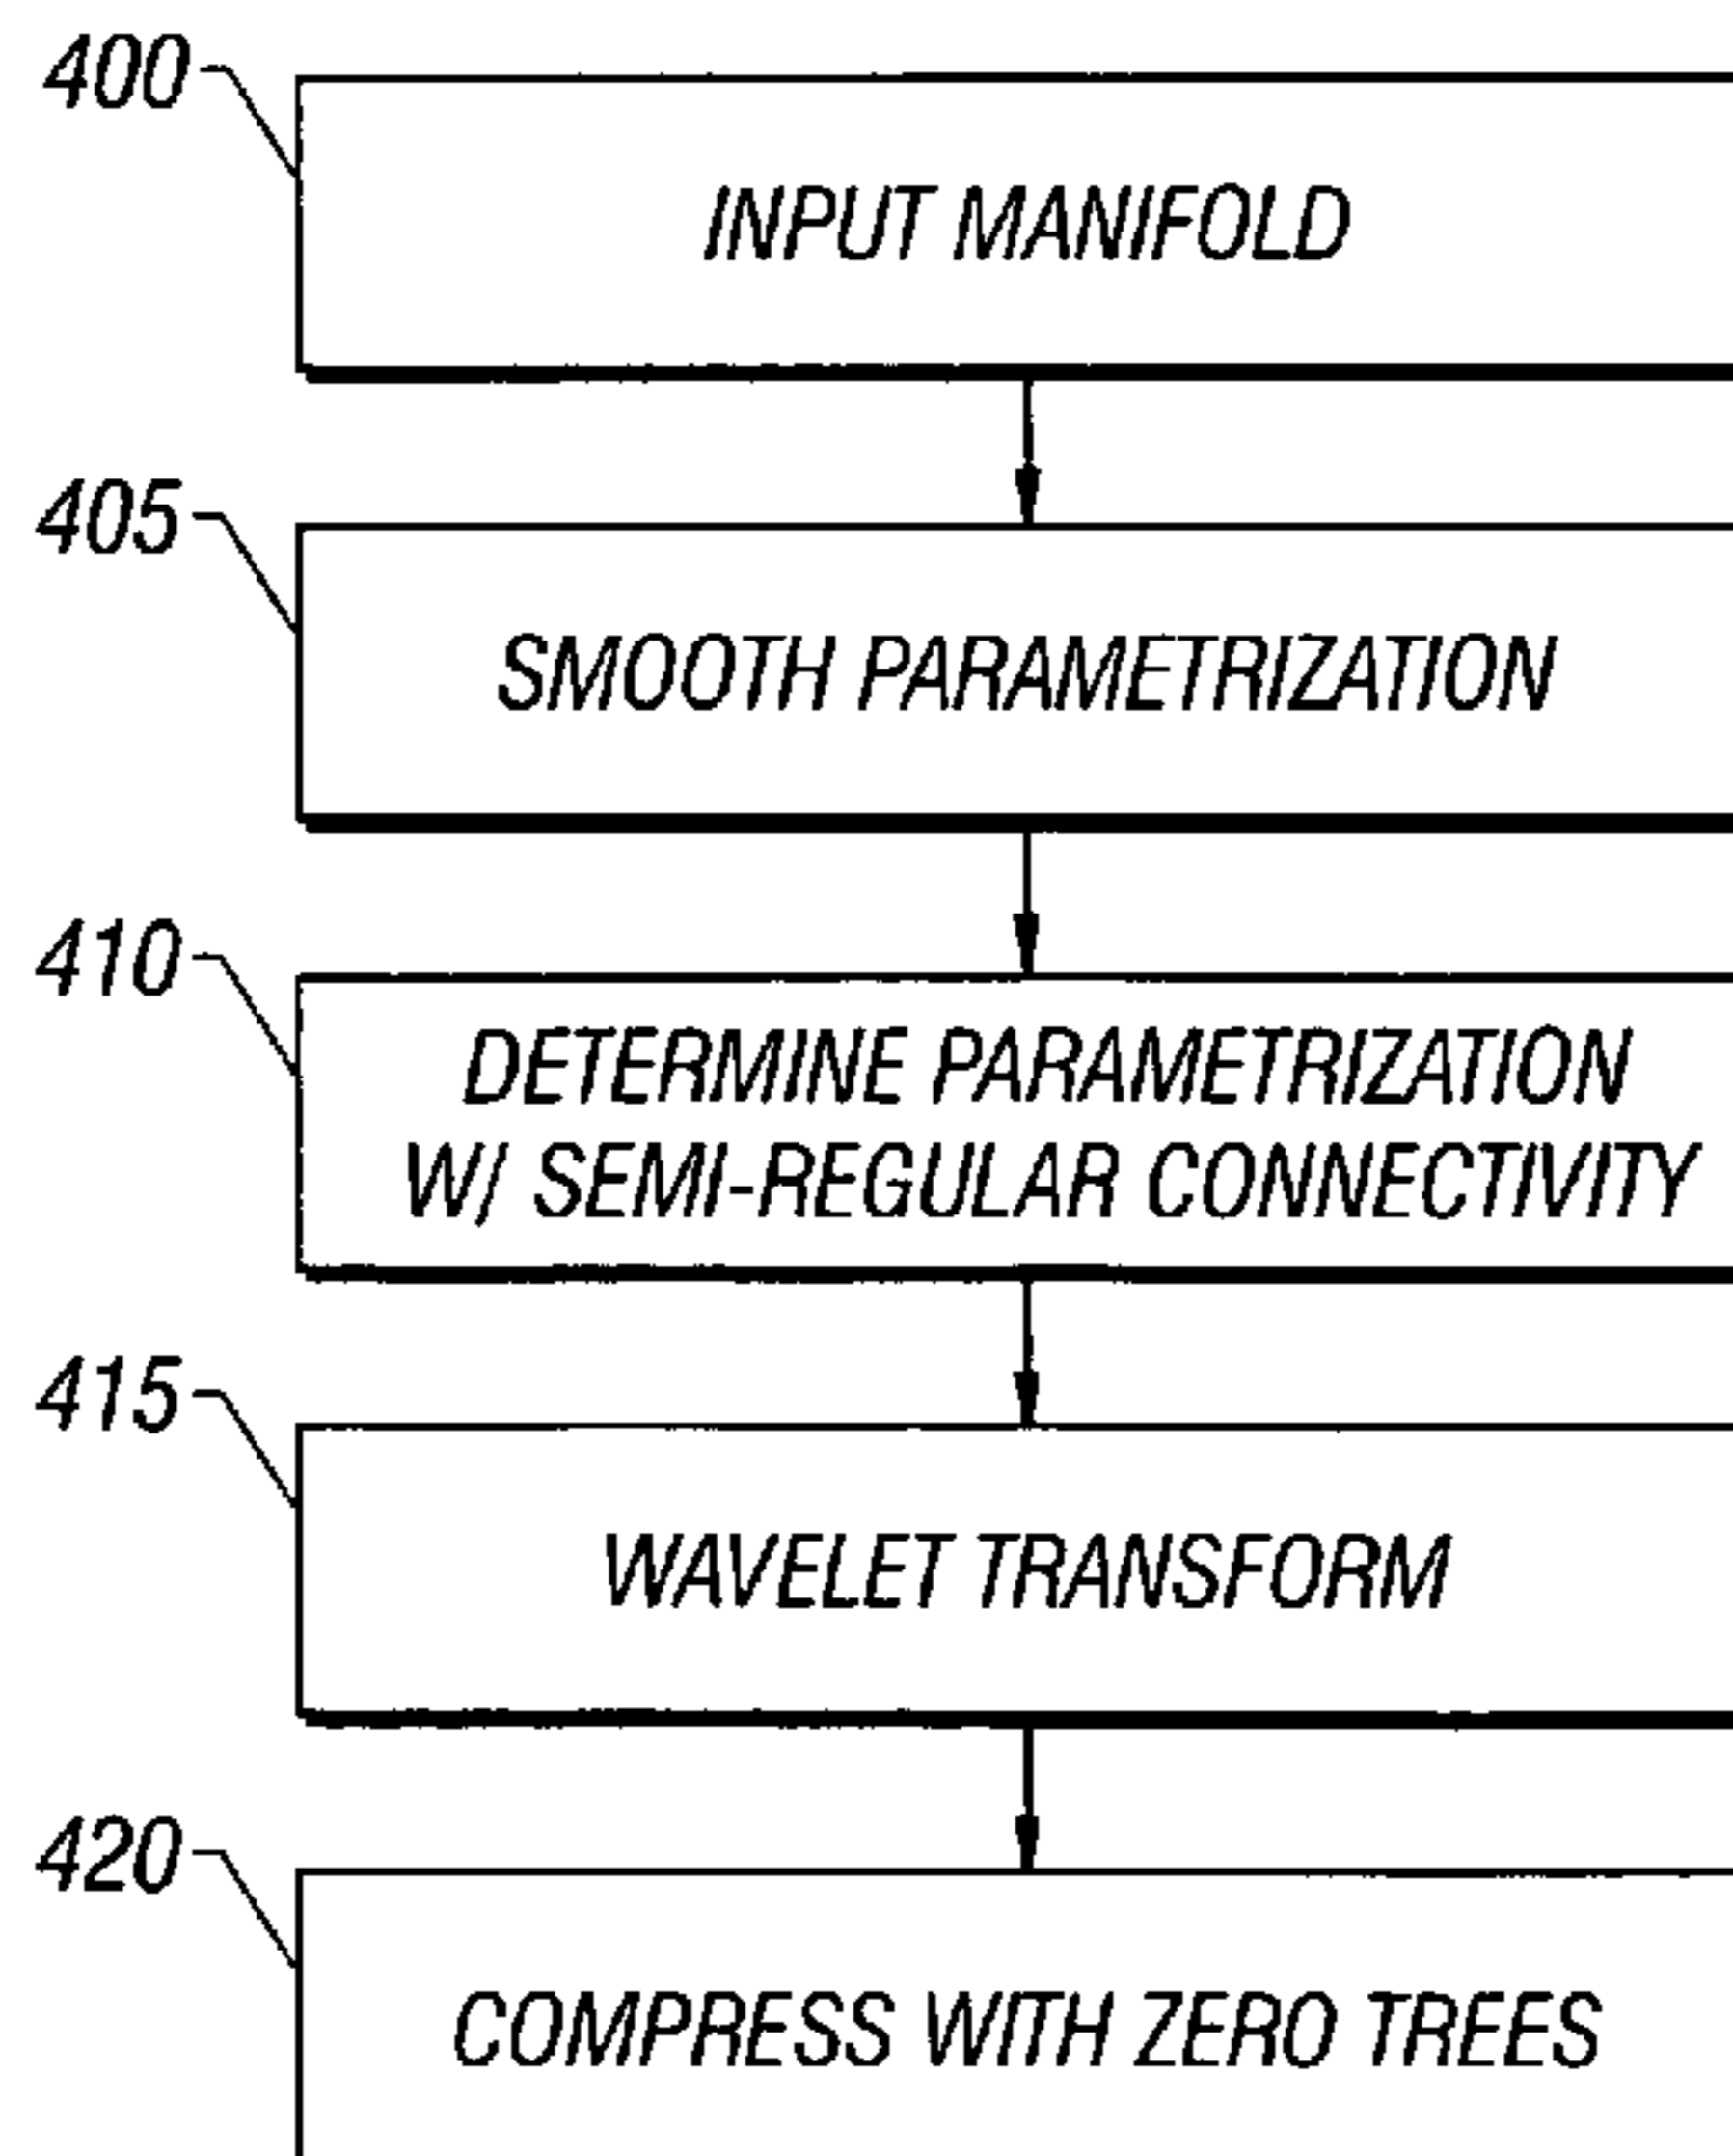 400
INPUT MANIFOLD
405
SMOOTH PARAMETRIZATION
410
DETERMINE PARAMETRIZATION
W/ SEMI-REGULAR CONNECTIVITY
415
WAVELET TRANSFORM
420
COMPRESS WITH ZERO TREES